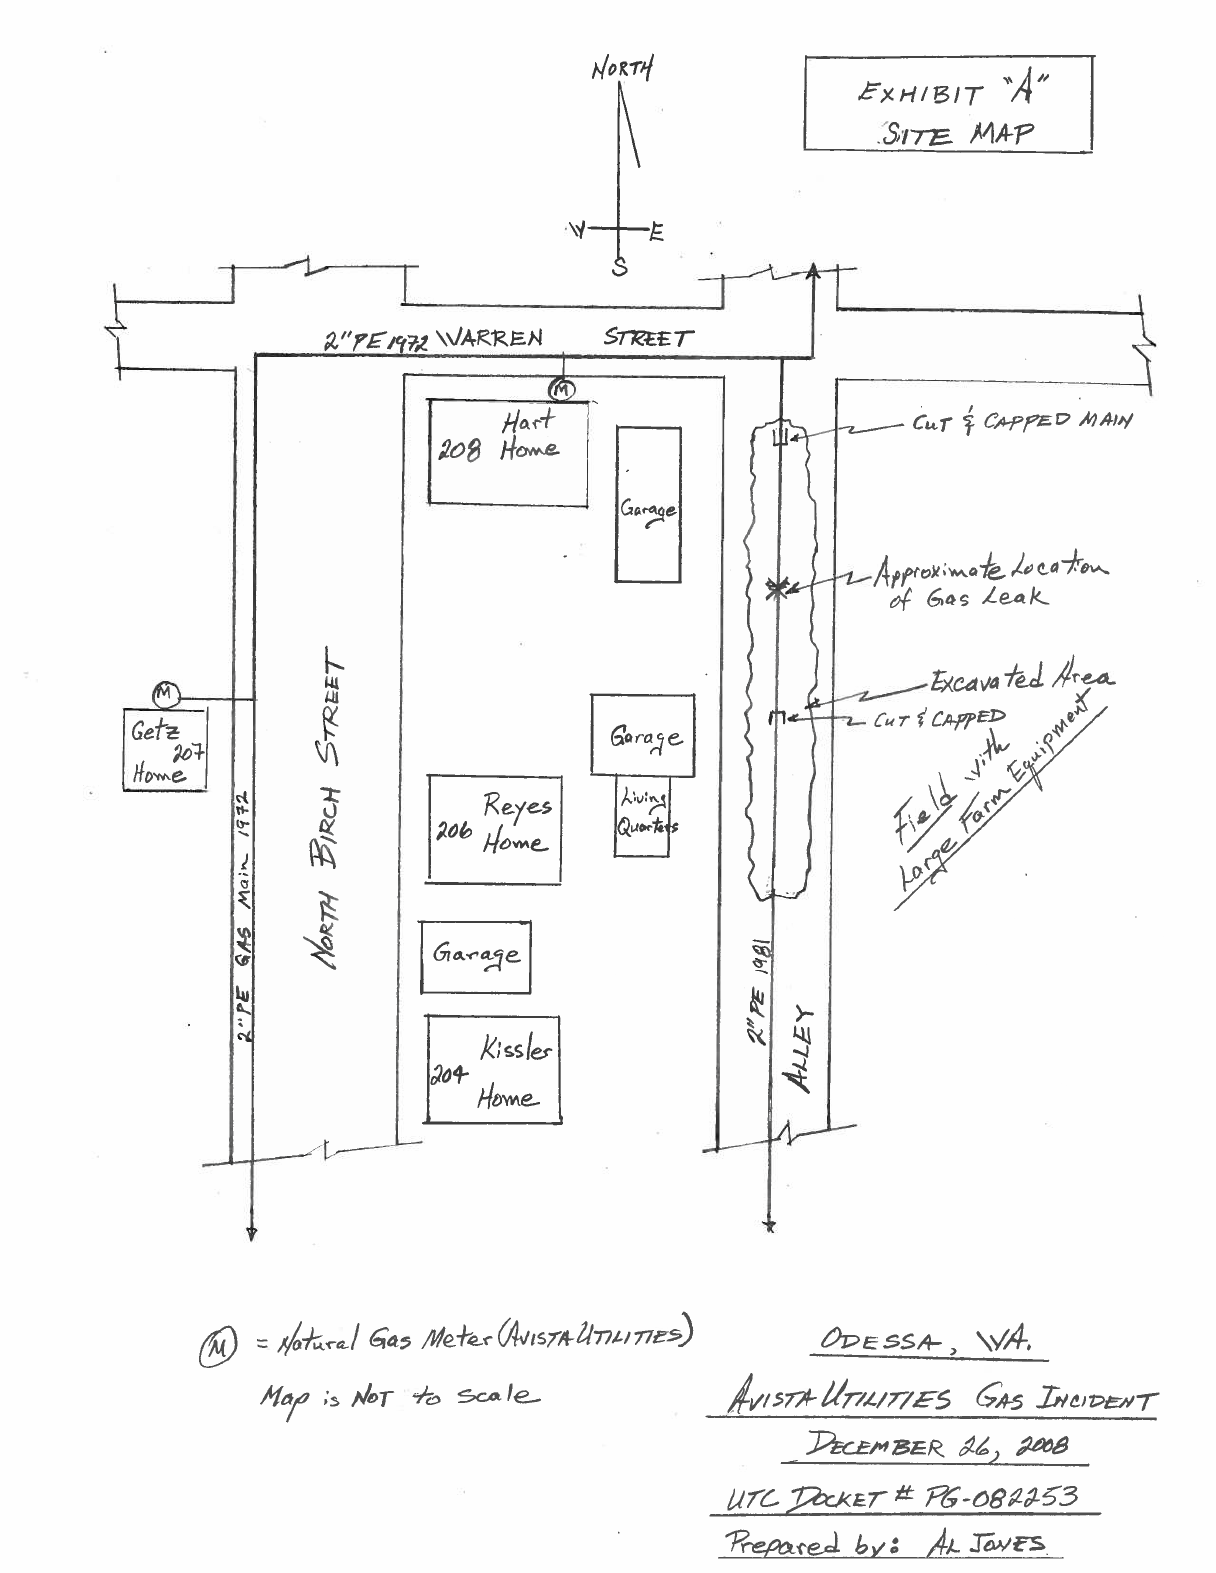 NORTH
EXHIBIT "A"
SITE MAP
W E
S
2" PE 1972 WARREN STREET
M
Hart
208 Home
Garage
CUT & CAPPED MAIN
Approximate Location
of Gas Leak
Excavated Area
CUT & CAPPED
Field with
Large Farm Equipment
M
Getz
207
Home
NORTH BIRCH STREET
2" PE GAS Main 1972
Garage
Living
Quarters
Reyes
206
Home
Garage
Kissler
204
Home
2" PE 1981
ALLEY
M = Natural Gas Meter (AVISTA UTILITIES)
Map is NOT to scale
ODESSA, WA.
AVISTA UTILITIES GAS INCIDENT
DECEMBER 26, 2008
UTC DOCKET # PG-082253
Prepared by: AL JONES